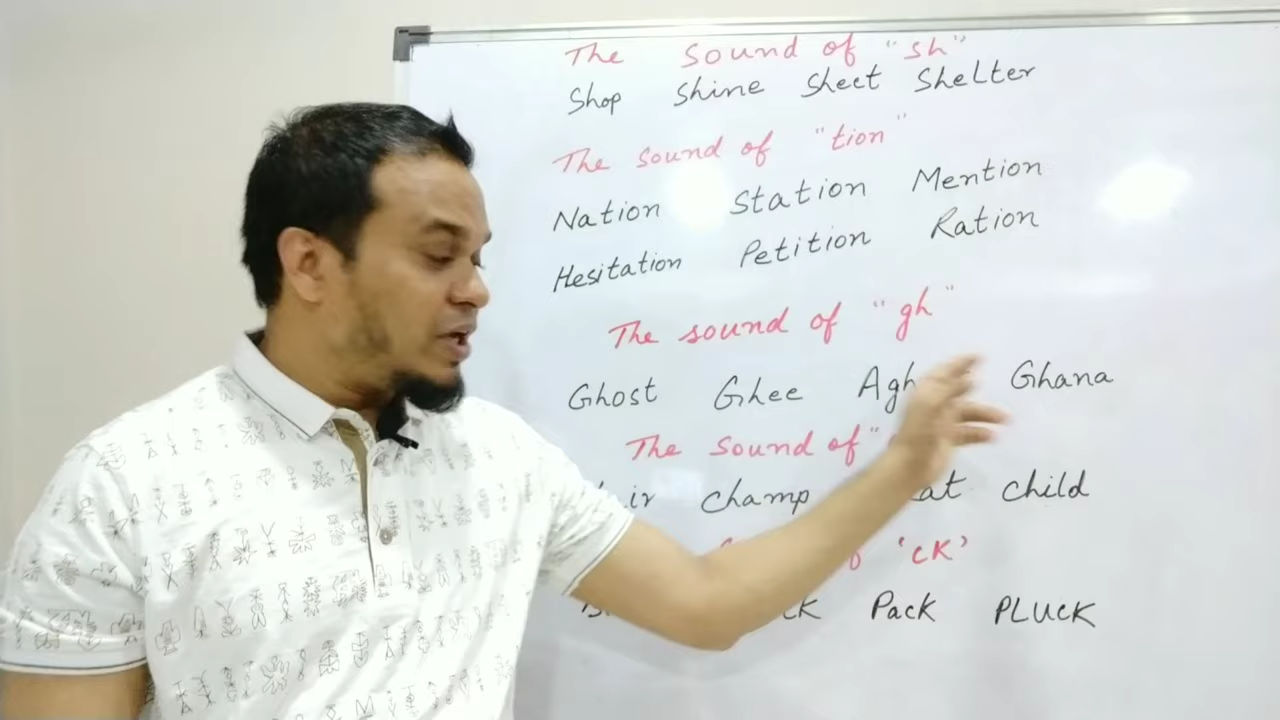 The sound of "sh"
Shop Shine Sheet Shelter
The sound of "tion"
Nation Station Mention
Hesitation Petition Ration
The sound of "gh"
Ghost Ghee Ghana
The sound of "
champ child
'cK'
Pack PLUCK